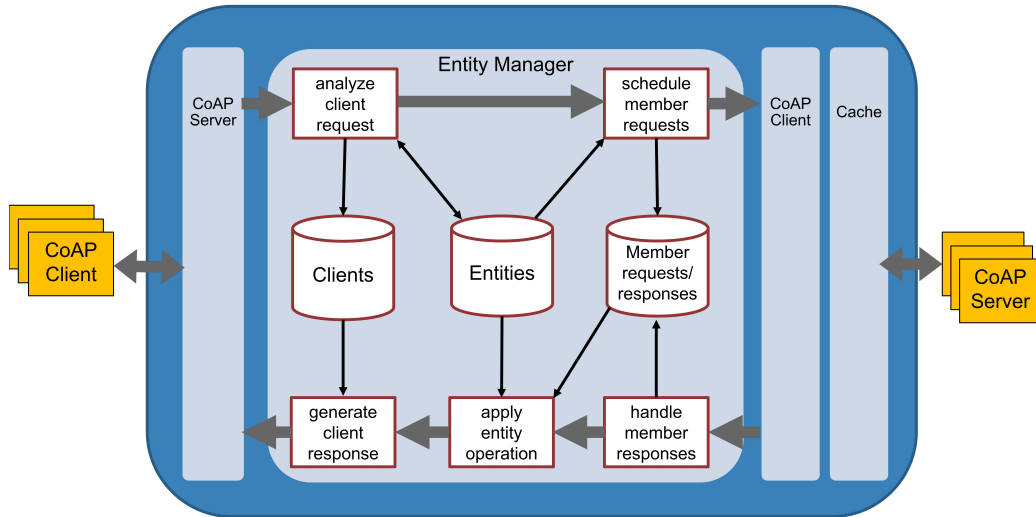 Entity Manager
CoAP
Server
analyze
client
request
schedule
member
requests
CoAP
Client
Cache
CoAP
Client
Clients
Entities
Member
requests/
responses
CoAP
Server
generate
client
response
apply
entity
operation
handle
member
responses